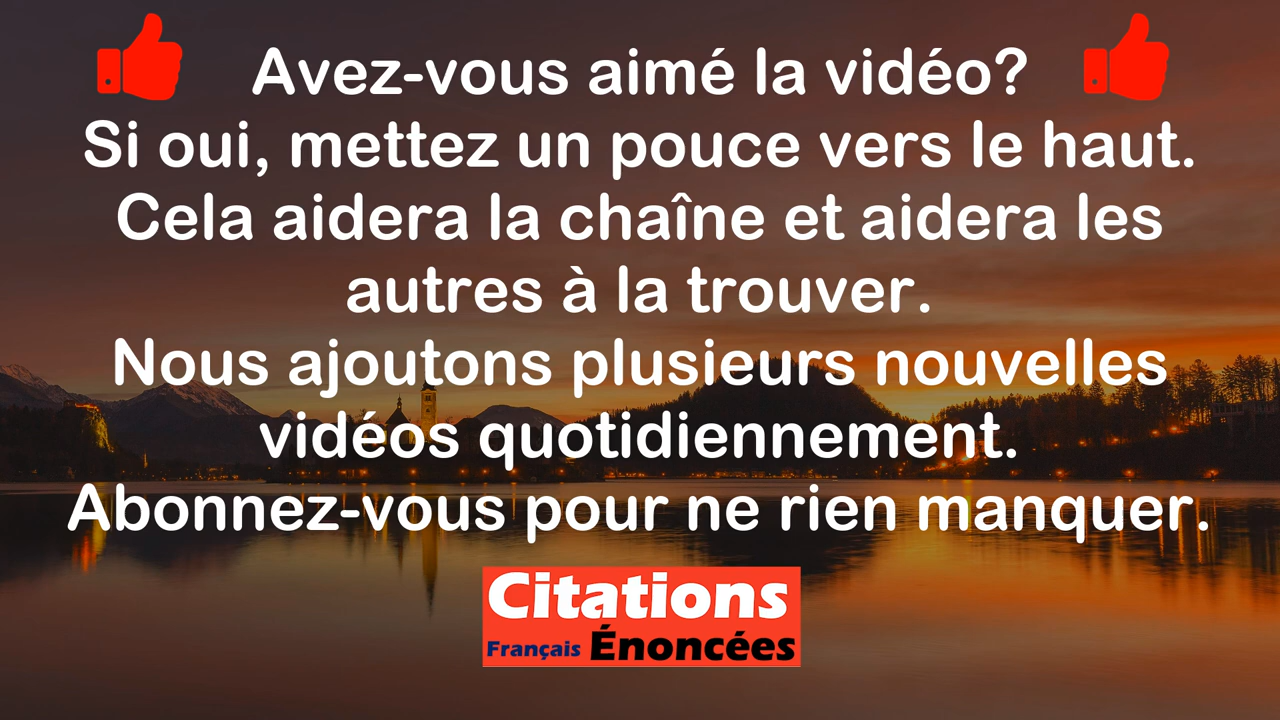 Avez-vous aimé la vidéo?
Si oui, mettez un pouce vers le haut.
Cela aidera la chaîne et aidera les
autres à la trouver.
Nous ajoutons plusieurs nouvelles
vidéos quotidiennement.
Abonnez-vous pour ne rien manquer.
Citations
Français Énoncées